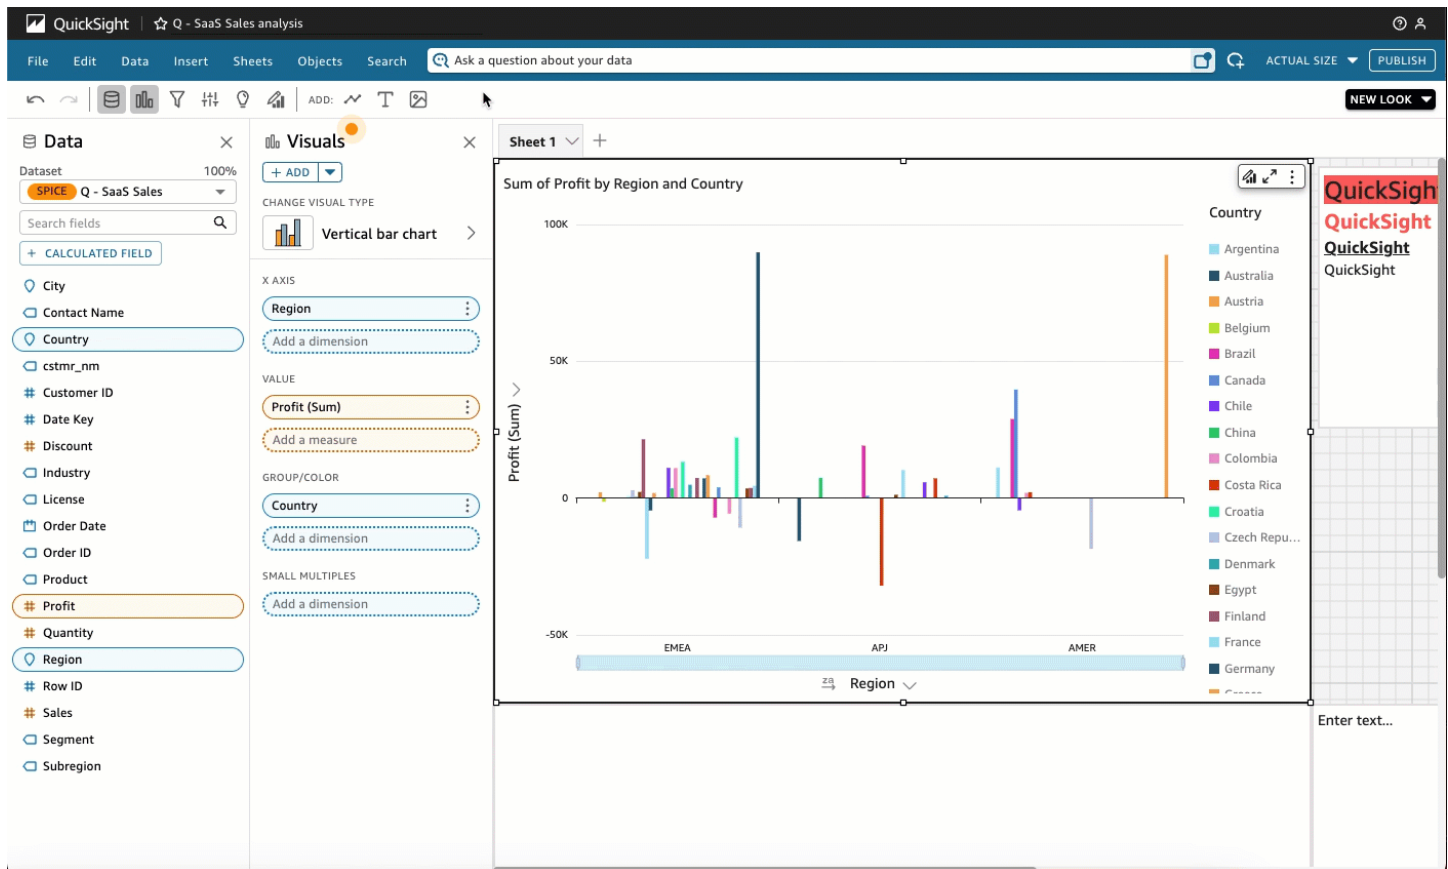 QuickSight
Q - SaaS Sales analysis
File Edit Data Insert Sheets Objects Search
Ask a question about your data
ACTUAL SIZE
PUBLISH
ADD:
NEW LOOK
Data
Dataset 100%
SPICE Q - SaaS Sales
Search fields
+ CALCULATED FIELD
City
Contact Name
Country
cstmr_nm
Customer ID
Date Key
Discount
Industry
License
Order Date
Order ID
Product
Profit
Quantity
Region
Row ID
Sales
Segment
Subregion
Visuals
+ ADD
CHANGE VISUAL TYPE
Vertical bar chart
X AXIS
Region
Add a dimension
VALUE
Profit (Sum)
Add a measure
GROUP/COLOR
Country
Add a dimension
SMALL MULTIPLES
Add a dimension
Sheet 1
Sum of Profit by Region and Country
100K
50K
0
-50K
Profit (Sum)
EMEA APJ AMER
Region
Country
Argentina
Australia
Austria
Belgium
Brazil
Canada
Chile
China
Colombia
Costa Rica
Croatia
Czech Repu...
Denmark
Egypt
Finland
France
Germany
QuickSigh
QuickSight
QuickSight
QuickSight
Enter text...